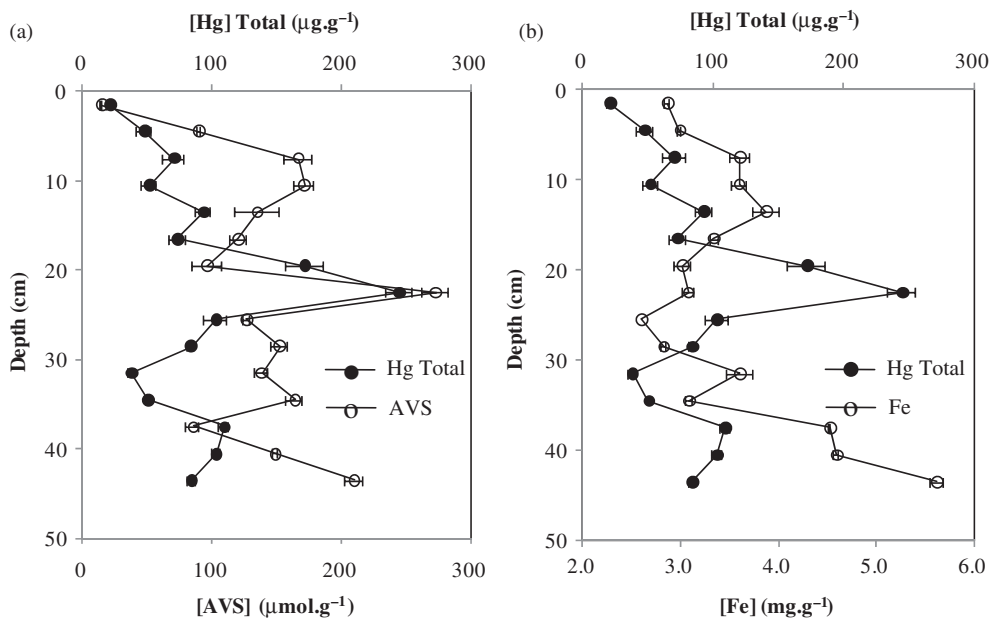 (a)
[Hg] Total (μg.g⁻¹)
0 100 200 300
0
10
20
30
40
50
Depth (cm)
Hg Total
AVS
0 100 200 300
[AVS] (μmol.g⁻¹)
(b)
[Hg] Total (μg.g⁻¹)
0 100 200 300
0
10
20
30
40
50
Depth (cm)
Hg Total
Fe
2.0 3.0 4.0 5.0 6.0
[Fe] (mg.g⁻¹)